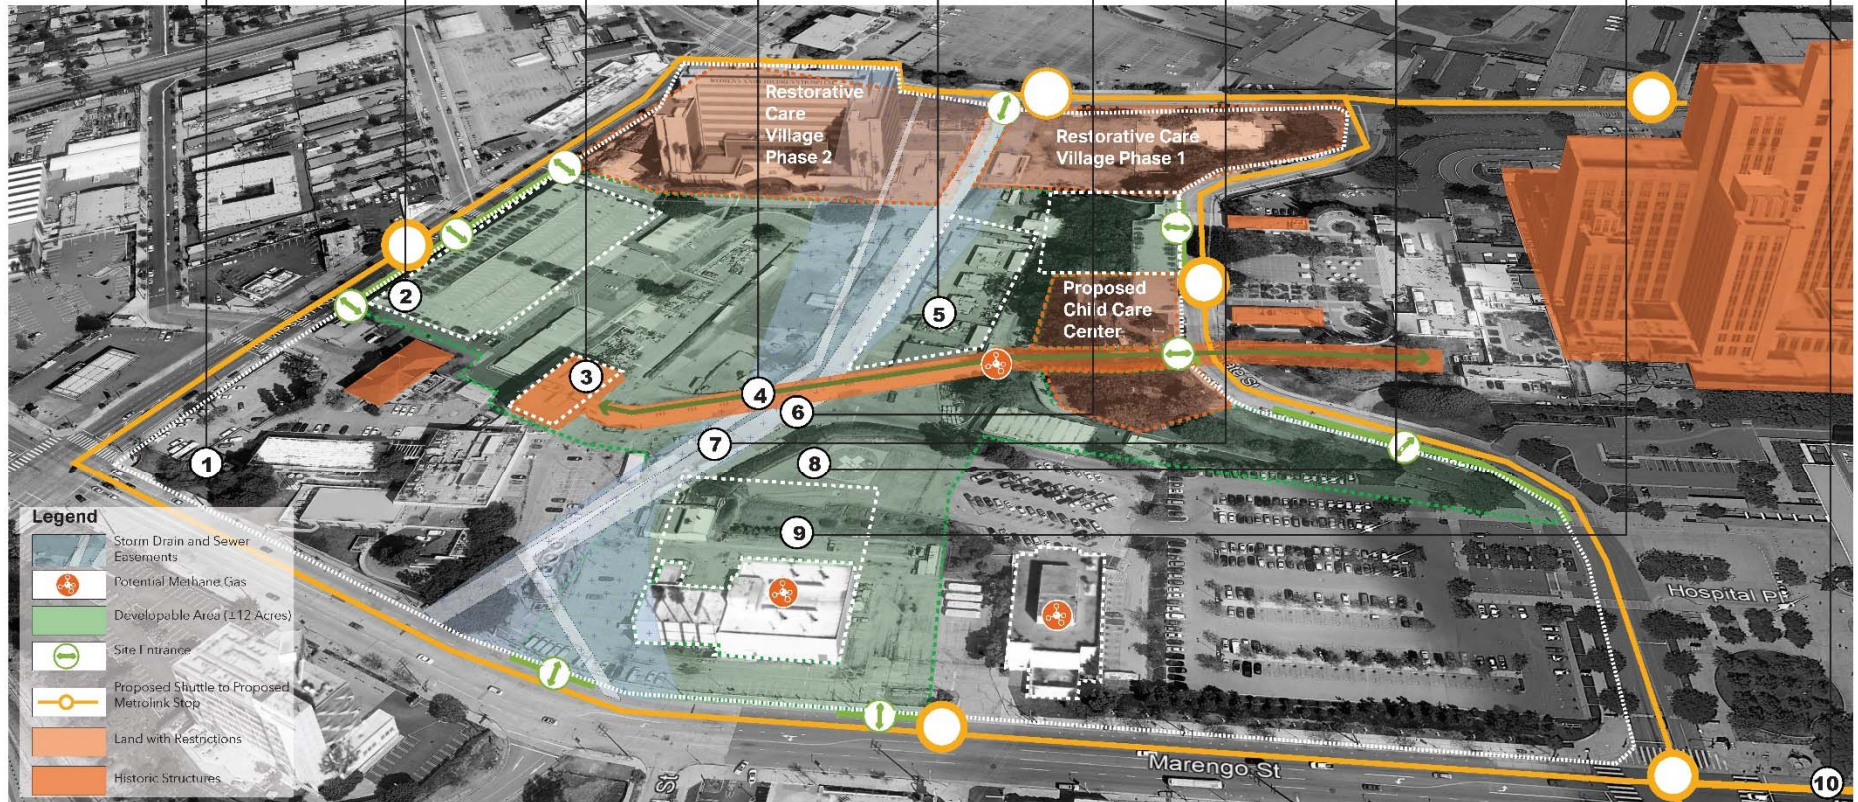 Restorative
Care
Village
Phase 2
Restorative Care
Village Phase 1
2
5
Proposed
Child Care
Center
3
4
6
7
1
8
9
Legend
Storm Drain and Sewer
Easements
Potential Methane Gas
Developable Area (±12 Acres)
Site Entrance
Proposed Shuttle to Proposed
Metrolink Stop
Land with Restrictions
Historic Structures
Hospital Pl
Marengo St
St
10